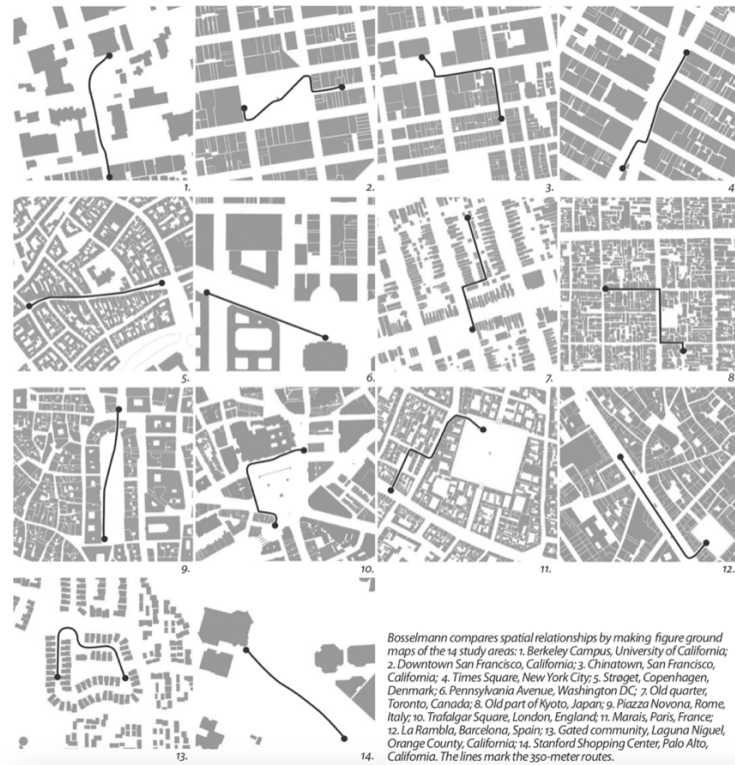 1.
2.
3.
4
5.
6.
7.
8
9.
10.
11.
12.
13.
14.
Bosselmann compares spatial relationships by making figure ground
maps of the 14 study areas: 1. Berkeley Campus, University of California;
2. Downtown San Francisco, California; 3. Chinatown, San Francisco,
California; 4. Times Square, New York City; 5. Strøget, Copenhagen,
Denmark; 6. Pennsylvania Avenue, Washington DC; 7. Old quarter,
Toronto, Canada; 8. Old part of Kyoto, Japan; 9. Piazza Novona, Rome,
Italy; 10. Trafalgar Square, London, England; 11. Marais, Paris, France;
12. La Rambla, Barcelona, Spain; 13. Gated community, Laguna Niguel,
Orange County, California; 14. Stanford Shopping Center, Palo Alto,
California. The lines mark the 350-meter routes.